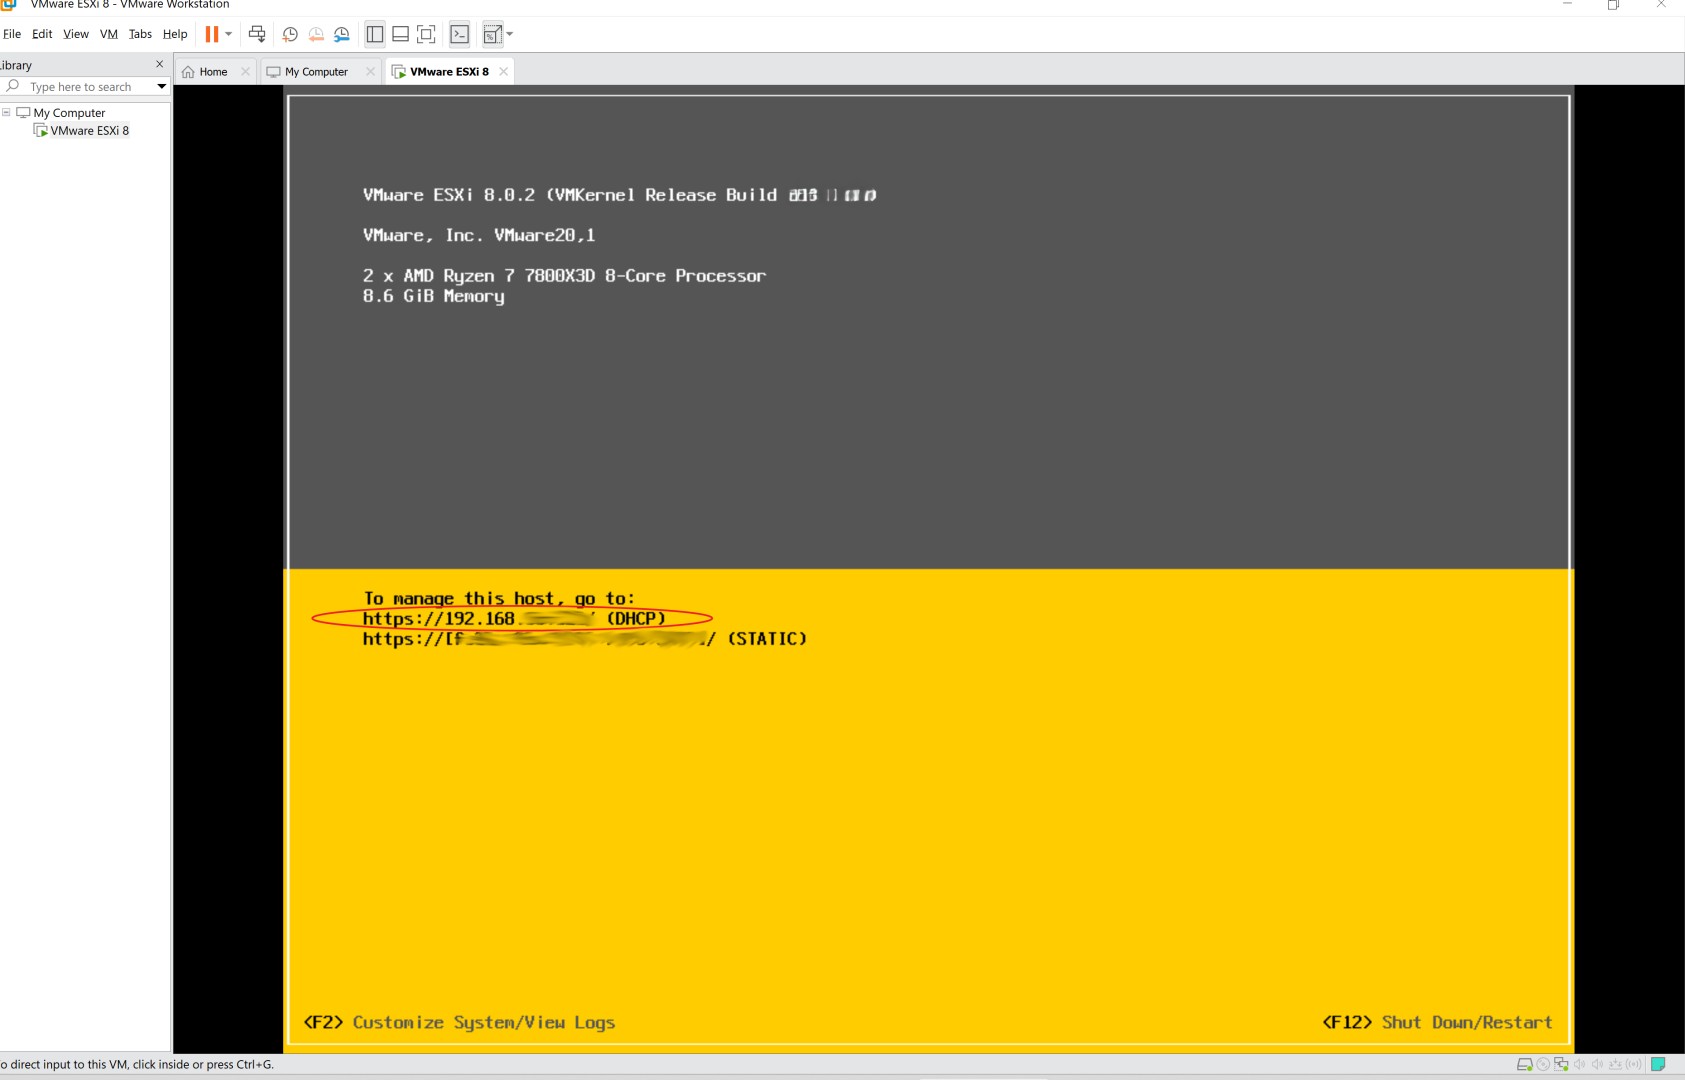 VMware ESXi 8 - VMware Workstation
File Edit View VM Tabs Help
ibrary
Home
My Computer
VMware ESXi 8
Type here to search
My Computer
VMware ESXi 8
VMware ESXi 8.0.2 (VMKernel Release Build
VMware, Inc. VMware20,1
2 x AMD Ryzen 7 7800X3D 8-Core Processor
8.6 GiB Memory
To manage this host, go to:
https://192.168. / (DHCP)
https://[f / (STATIC)
<F2> Customize System/View Logs
<F12> Shut Down/Restart
o direct input to this VM, click inside or press Ctrl+G.